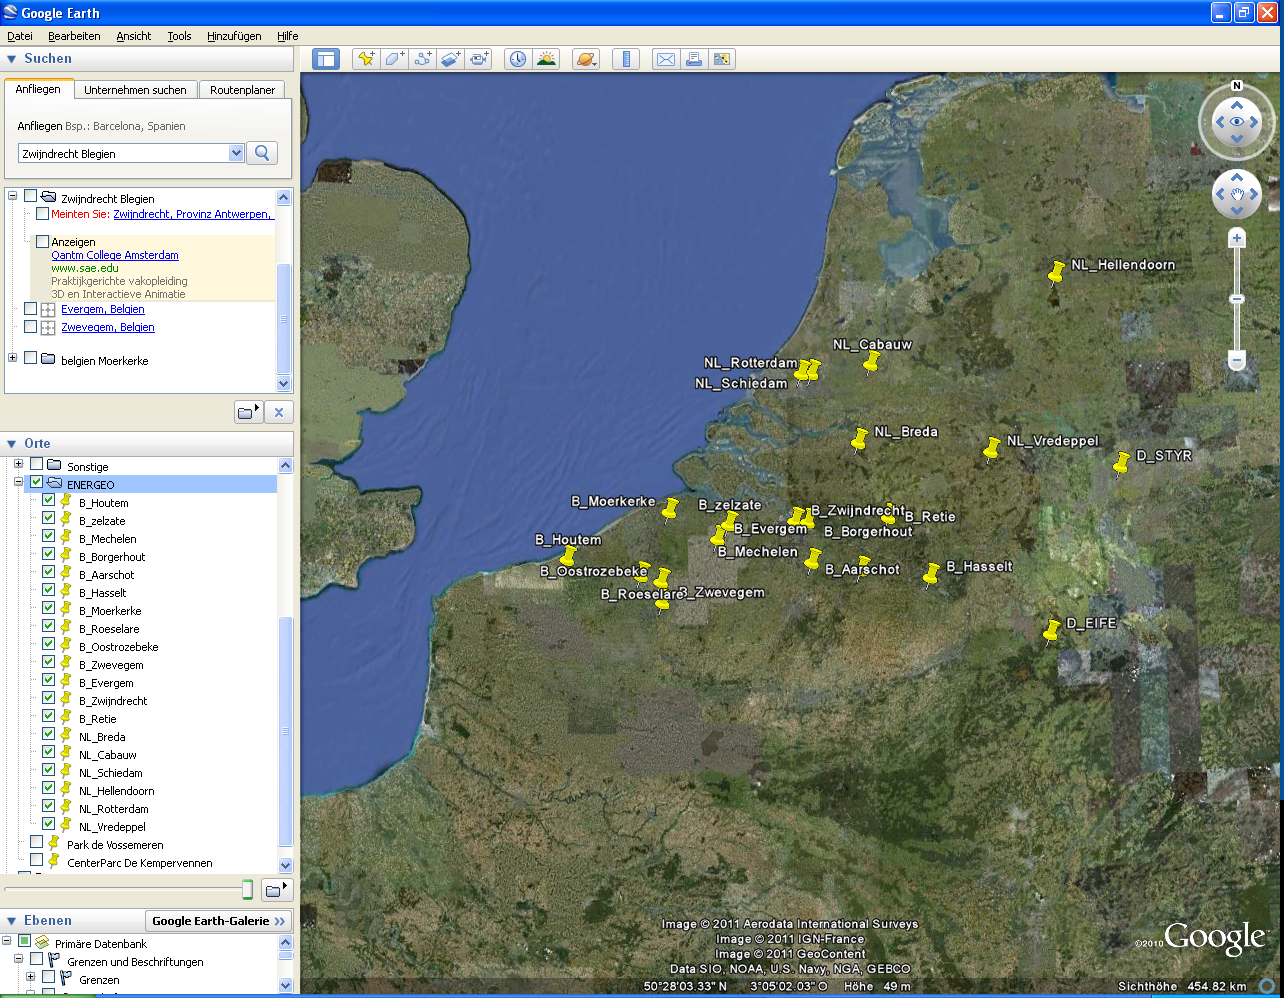 Google Earth
Datei Bearbeiten Ansicht Tools Hinzufügen Hilfe
Suchen
Anfliegen Unternehmen suchen Routenplaner
Anfliegen Bsp.: Barcelona, Spanien
Zwijndrecht Blegien
Zwijndrecht Blegien
Meinten Sie: Zwijndrecht, Provinz Antwerpen,
Anzeigen
Qantm College Amsterdam
www.sae.edu
Praktijkgerichte vakopleiding
3D en Interactieve Animatie
Evergem, Belgien
Zwevegem, Belgien
belgien Moerkerke
Orte
Sonstige
ENERGEO
B_Houtem
B_zelzate
B_Mechelen
B_Borgerhout
B_Aarschot
B_Hasselt
B_Moerkerke
B_Roeselare
B_Oostrozebeke
B_Zwevegem
B_Evergem
B_Zwijndrecht
B_Retie
NL_Breda
NL_Cabauw
NL_Schiedam
NL_Hellendoorn
NL_Rotterdam
NL_Vredeppel
Park de Vossemeren
CenterParc De Kempervennen
Ebenen
Google Earth-Galerie »
Primäre Datenbank
Grenzen und Beschriftungen
Grenzen
N
NL_Hellendoorn
NL_Cabauw
NL_Rotterdam
NL_Schiedam
NL_Breda
NL_Vredeppel
D_STYR
B_Moerkerke
B_zelzate
B_Zwijndrecht
B_Retie
B_Evergem
B_Borgerhout
B_Houtem
B_Mechelen
B_Oostrozebeke
B_Aarschot
B_Hasselt
B_Roeselare
B_Zwevegem
D_EIFE
Image © 2011 Aerodata International Surveys
Image © 2011 IGN-France
Image © 2011 GeoContent
Data SIO, NOAA, U.S. Navy, NGA, GEBCO
©2010 Google
50°28'03.33" N 3°05'02.03" O Höhe 49 m
Sichthöhe 454.82 km